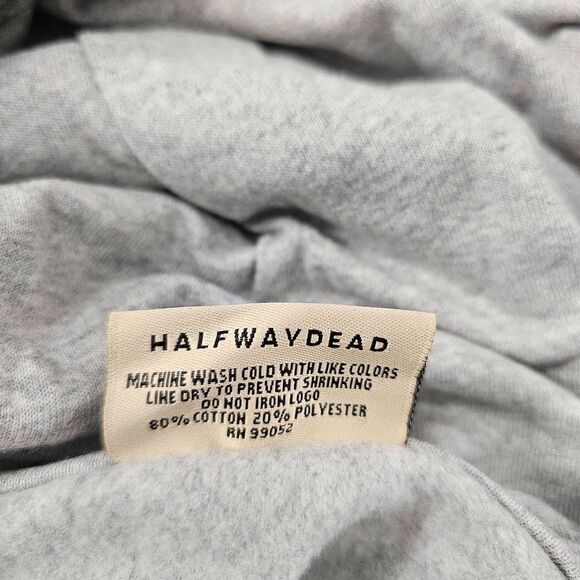 HALFWAYDEAD
MACHINE WASH COLD WITH LIKE COLORS
LINE DRY TO PREVENT SHRINKING
DO NOT IRON LOGO
80% COTTON 20% POLYESTER
RN 99052